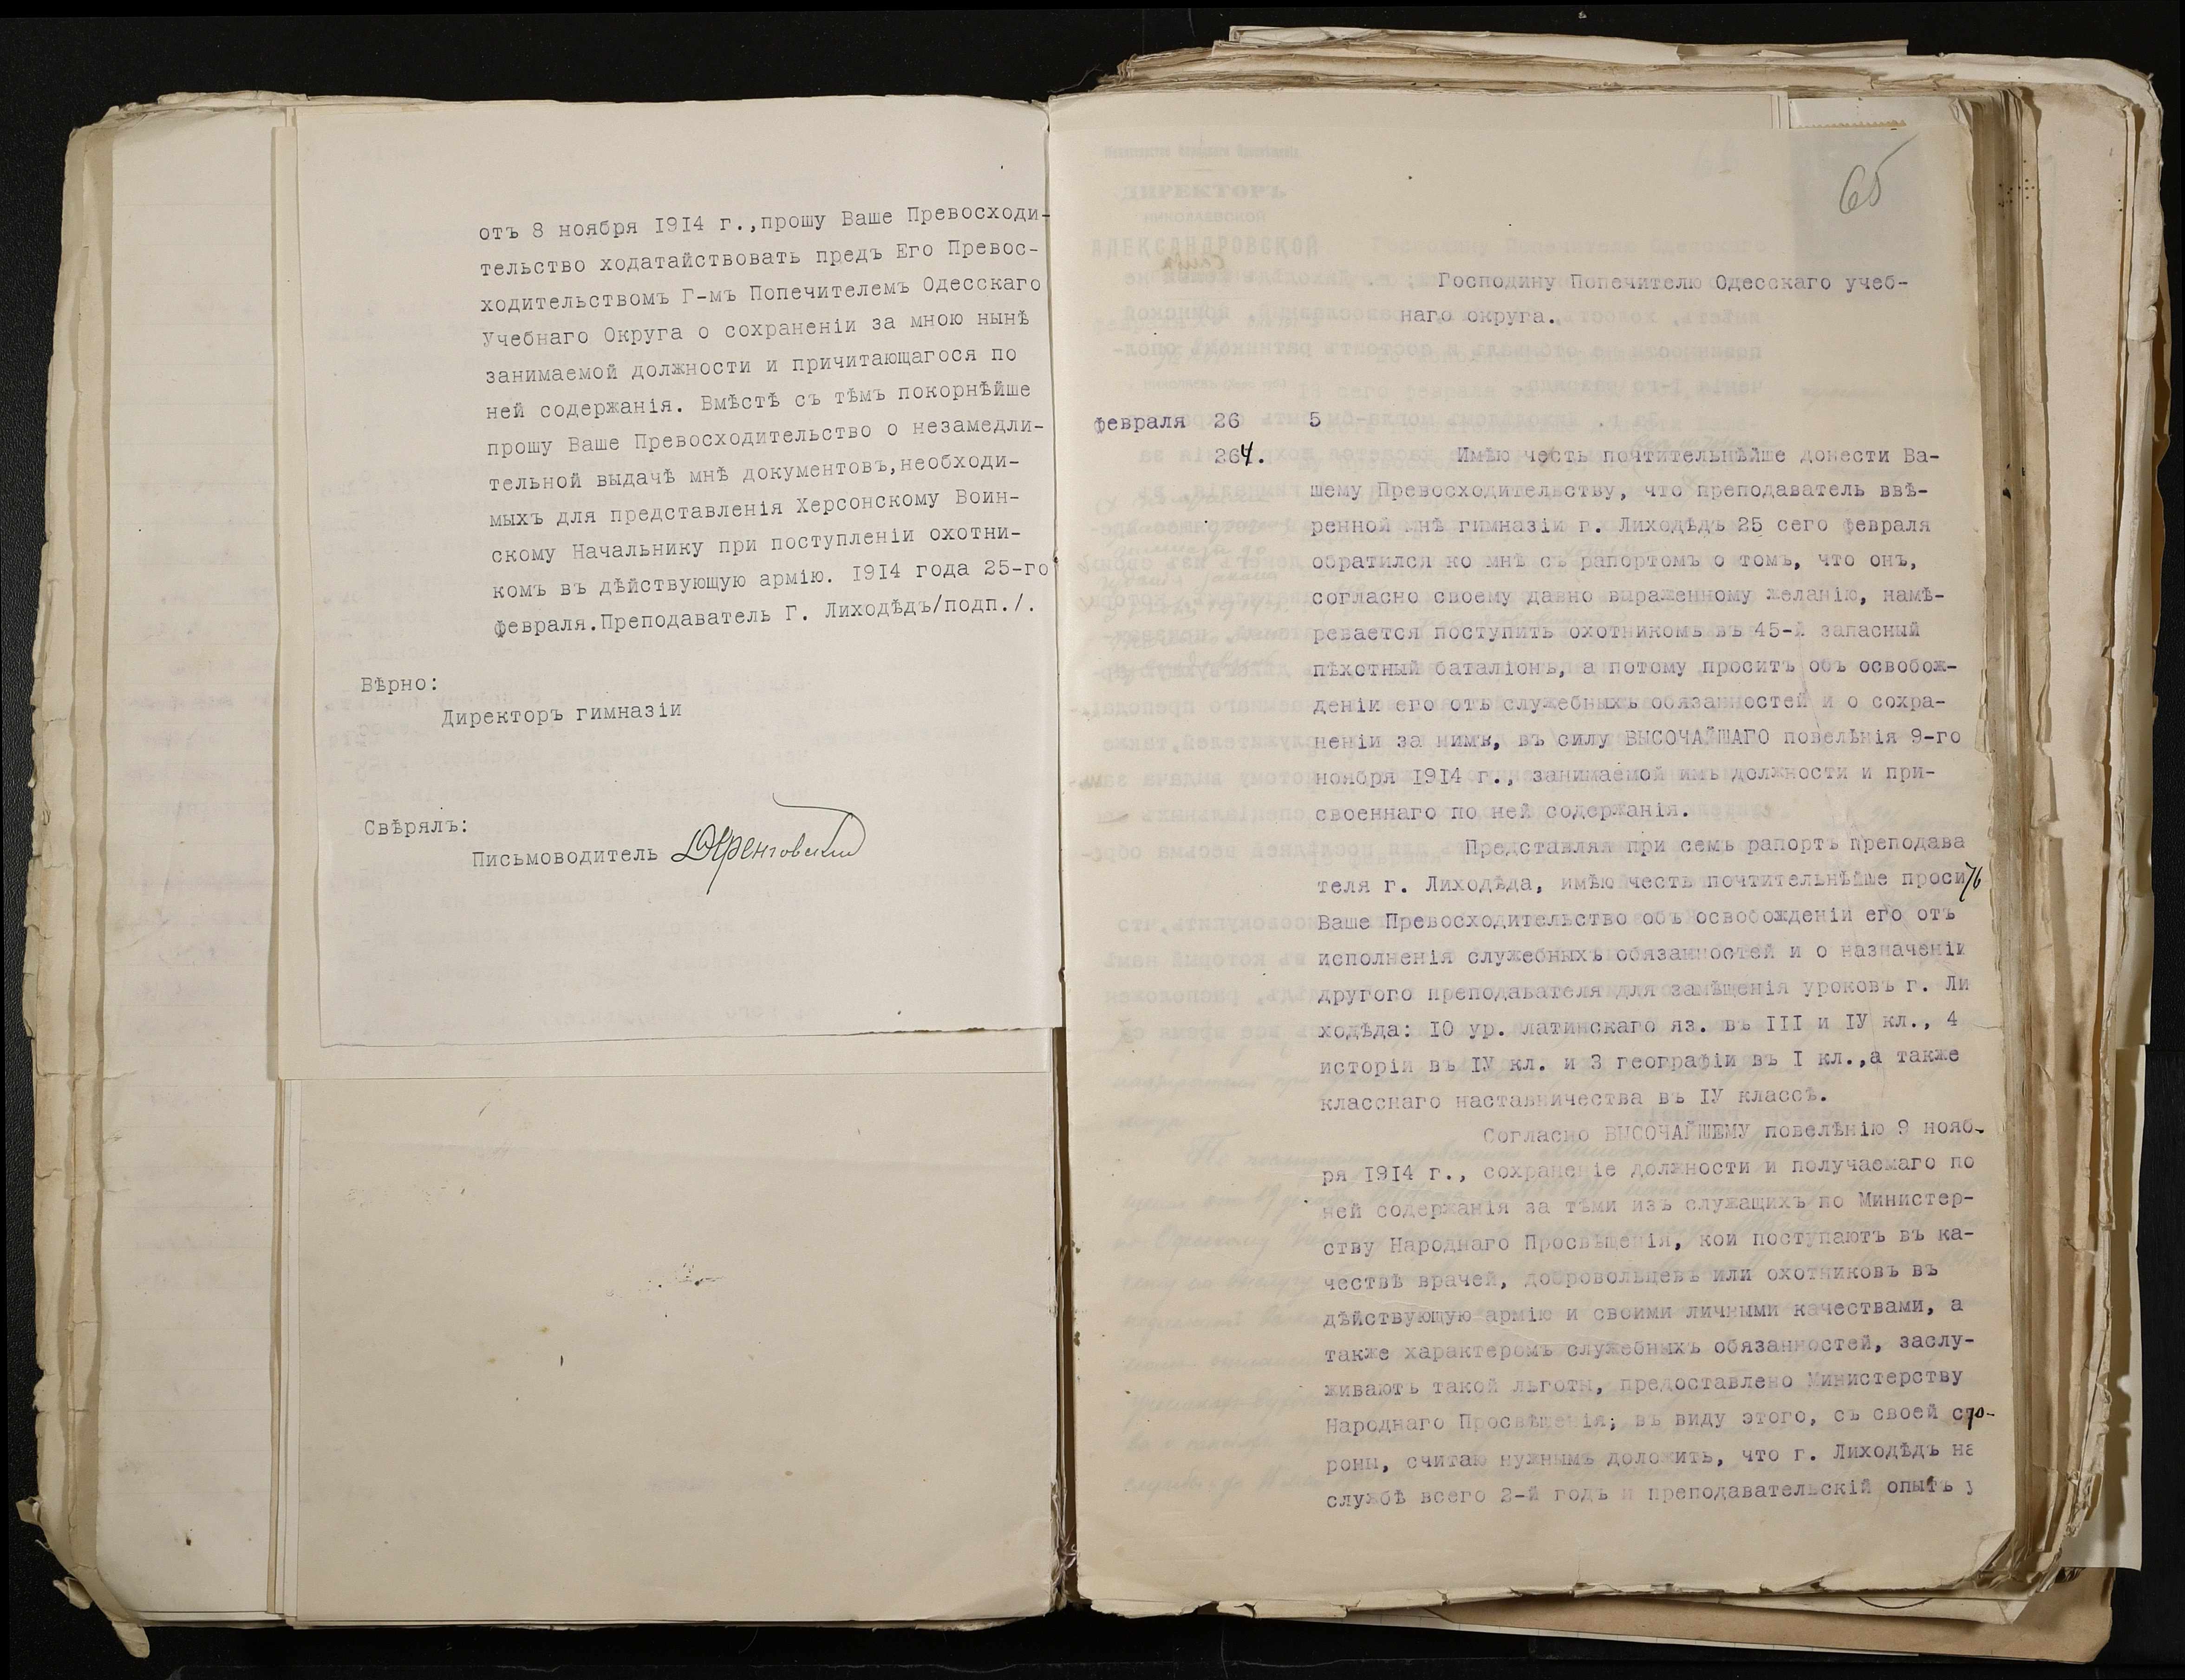 отъ 8 ноября 1914 г.,прошу Ваше Превосходи-
тельство ходатайствовать предъ Его Превос-
ходительствомъ Г-мъ Попечителемъ Одесскаго
Учебнаго Округа о сохраненіи за мною нынѣ
занимаемой должности и причитающагося по
ней содержанія. Вмѣстѣ съ тѣмъ покорнѣйше
прошу Ваше Превосходительство о незамедли-
тельной выдачѣ мнѣ документовъ,необходи-
мыхъ для представленія Херсонскому Воин-
скому Начальнику при поступленіи охотни-
комъ въ дѣйствующую армію. 1914 года 25-го
февраля.Преподаватель Г. Лиходѣдъ/подп./.
Вѣрно:
Директоръ гимназіи
Свѣрялъ:
Письмоводитель
65
Господину Попечителю Одесскаго учеб-
наго округа.
февраля 26 5
264.
Имѣю честь почтительнѣйше донести Ва-
шему Превосходительству, что преподаватель ввѣ-
ренной мнѣ гимназіи г. Лиходѣдъ 25 сего февраля
обратился ко мнѣ съ рапортомъ о томъ, что онъ,
согласно своему давно выраженному желанію, намѣ-
ревается поступить охотникомъ въ 45-й запасный
пѣхотный баталіонъ, а потому проситъ объ освобож-
деніи его отъ служебныхъ обязанностей и о сохра-
неніи за нимъ, въ силу ВЫСОЧАЙШАГО повелѣнія 9-го
ноября 1914 г., занимаемой имъ должности и при-
своеннаго по ней содержанія.
Представляя при семъ рапортъ преподава
теля г. Лиходѣда, имѣю честь почтительнѣйше просить
Ваше Превосходительство объ освобожденіи его отъ
исполненія служебныхъ обязанностей и о назначеніи
другого преподавателя для замѣщенія уроковъ г. Ли
ходѣда: 10 ур. латинскаго яз. въ III и IУ кл., 4
исторіи въ IУ кл. и 3 географіи въ I кл.,а также
класснаго наставничества въ IУ классѣ.
Согласно ВЫСОЧАЙШЕМУ повелѣнію 9 нояб-
ря 1914 г., сохраненіе должности и получаемаго по
ней содержанія за тѣми изъ служащихъ по Министер-
ству Народнаго Просвѣщенія, кои поступаютъ въ ка-
чествѣ врачей, добровольцевъ или охотниковъ въ
дѣйствующую армію и своими личными качествами, а
также характеромъ служебныхъ обязанностей, заслу-
живаютъ такой льготы, предоставлено Министерству
Народнаго Просвѣщенія; въ виду этого, съ своей сто-
роны, считаю нужнымъ доложить, что г. Лиходѣдъ на
службѣ всего 2-й годъ и преподавательскій опытъ у